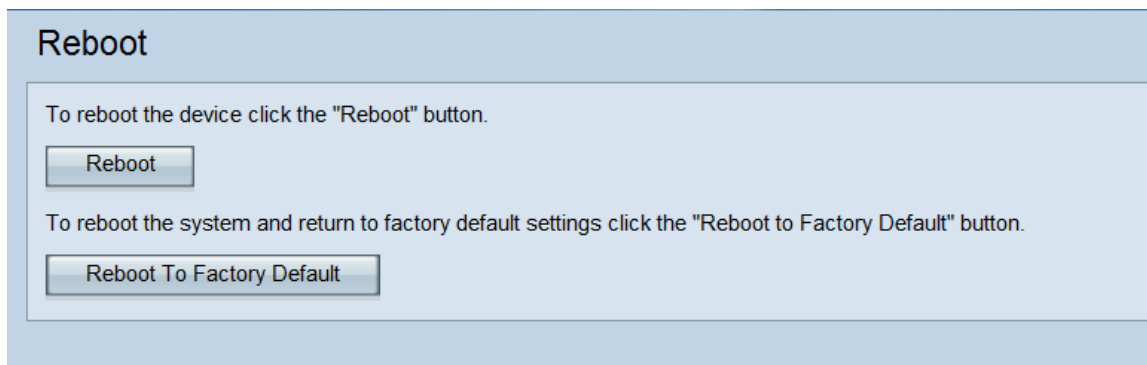 Reboot
To reboot the device click the "Reboot" button.
Reboot
To reboot the system and return to factory default settings click the "Reboot to Factory Default" button.
Reboot To Factory Default